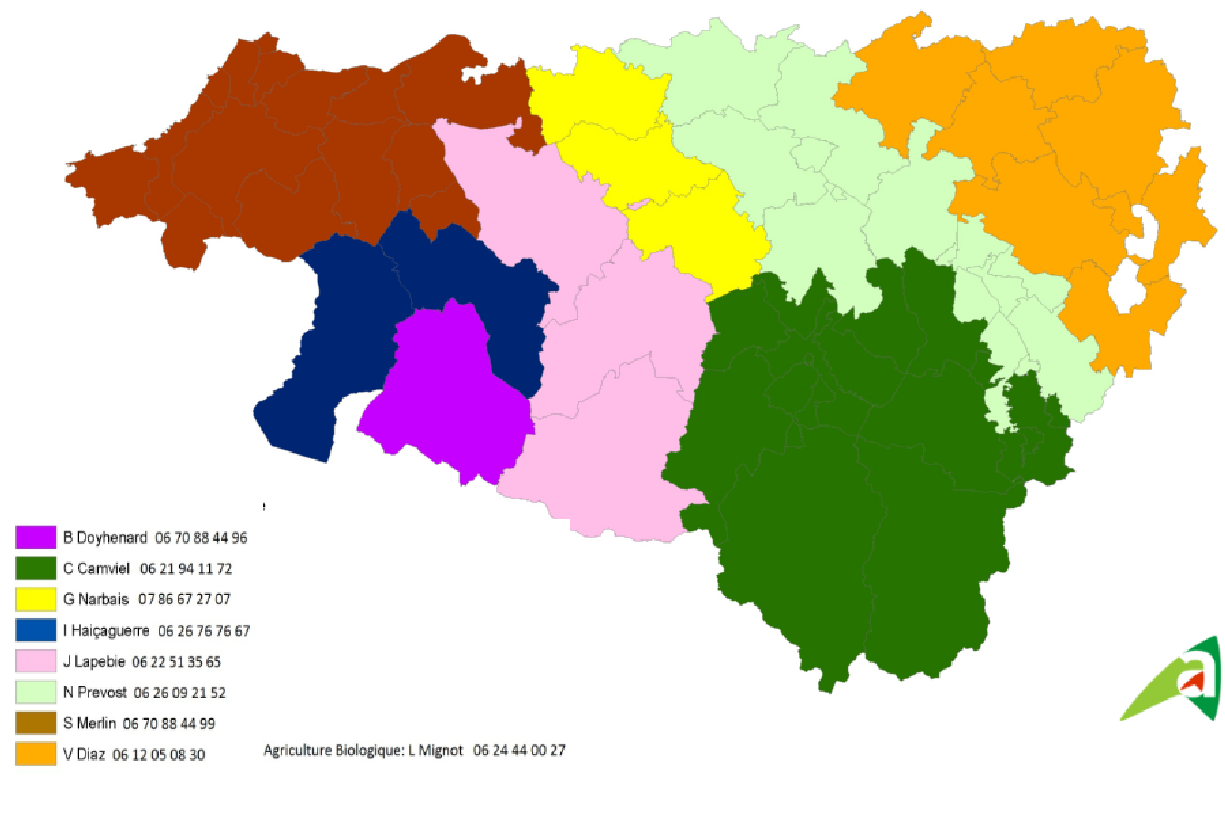 B Doyhenard 06 70 88 44 96
C Camviel 06 21 94 11 72
G Narbais 07 86 67 27 07
I Haiçaguerre 06 26 76 76 67
J Lapebie 06 22 51 35 65
N Prevost 06 26 09 21 52
S Merlin 06 70 88 44 99
V Diaz 06 12 05 08 30
Agriculture Biologique: L Mignot 06 24 44 00 27